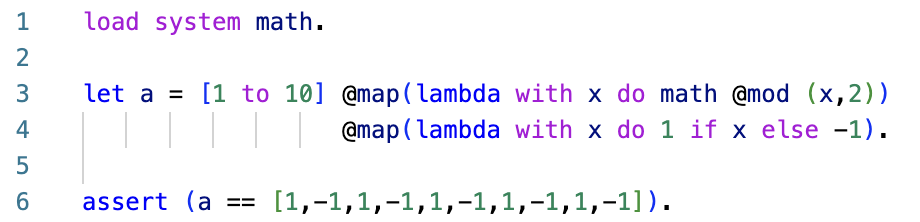 1 load system math.
2
3 let a = [1 to 10] @map(lambda with x do math @mod (x,2))
4 @map(lambda with x do 1 if x else -1).
5
6 assert (a == [1,-1,1,-1,1,-1,1,-1,1,-1]).